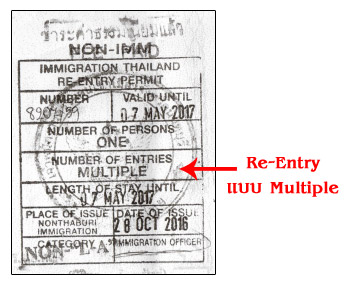 ชำระค่าธรรมเนียมแล้ว
NON-IMM
IMMIGRATION THAILAND
RE-ENTRY PERMIT
NUMBER
VALID UNTIL
07 MAY 2017
NUMBER OF PERSONS
ONE
NUMBER OF ENTRIES
MULTIPLE
LENGTH OF STAY UNTIL
07 MAY 2017
PLACE OF ISSUE
NONTHABURI
IMMIGRATION
DATE OF ISSUE
28 OCT 2016
CATEGORY
IMMIGRATION OFFICER
NON-"L-A"
Re-Entry
แบบ Multiple